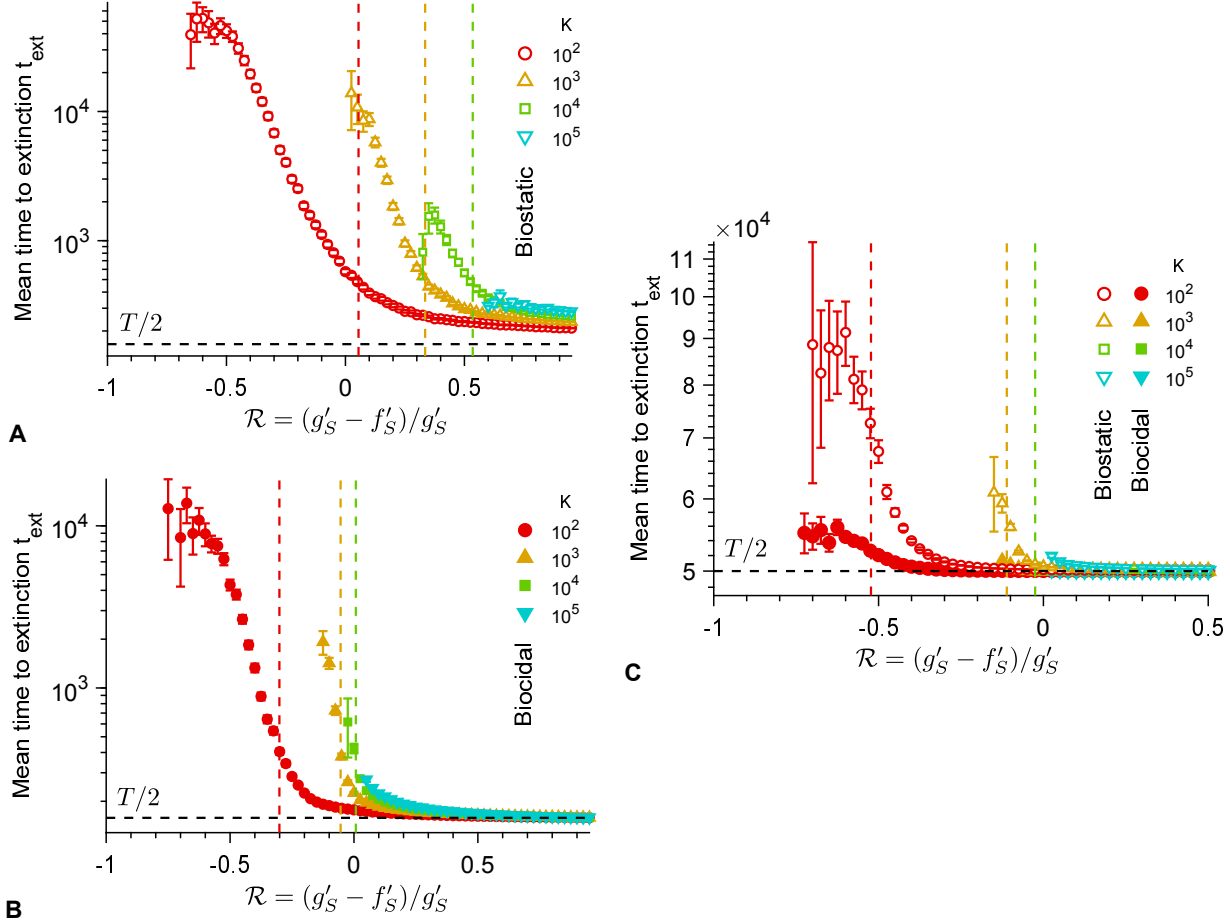 Mean time to extinction t_ext
10^4
10^3
T/2
-1
-0.5
0
0.5
R = (g'_S − f'_S)/g'_S
K
10^2
10^3
10^4
10^5
Biostatic
A
Mean time to extinction t_ext
10^4
10^3
T/2
-1
-0.5
0
0.5
R = (g'_S − f'_S)/g'_S
K
10^2
10^3
10^4
10^5
Biocidal
B
×10^4
Mean time to extinction t_ext
11
10
9
8
7
6
5
T/2
-1
-0.5
0
0.5
R = (g'_S − f'_S)/g'_S
K
10^2
10^3
10^4
10^5
Biostatic
Biocidal
C